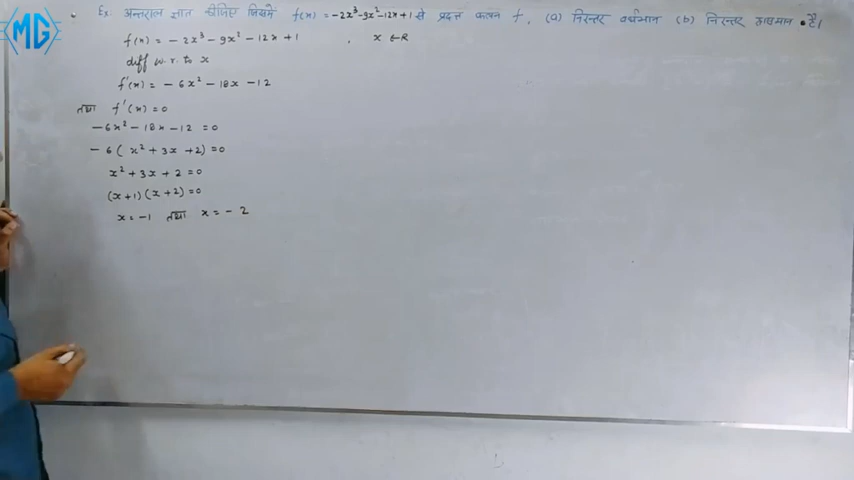 MG
Ex. अन्तराल ज्ञात कीजिए जिसमें f(x) = -2x³-9x²-12x+1 से प्रदत्त फलन f, (a) निरन्तर वर्धमान (b) निरन्तर ह्रासमान है।
f(x) = - 2x³ - 9x² - 12x + 1 , x ∈ R
diff w.r. to x
f'(x) = - 6x² - 18x - 12
तथा f'(x) = 0
- 6x² - 18x - 12 = 0
- 6 ( x² + 3x + 2) = 0
x² + 3x + 2 = 0
(x + 1) (x + 2) = 0
x = - 1 तथा x = - 2